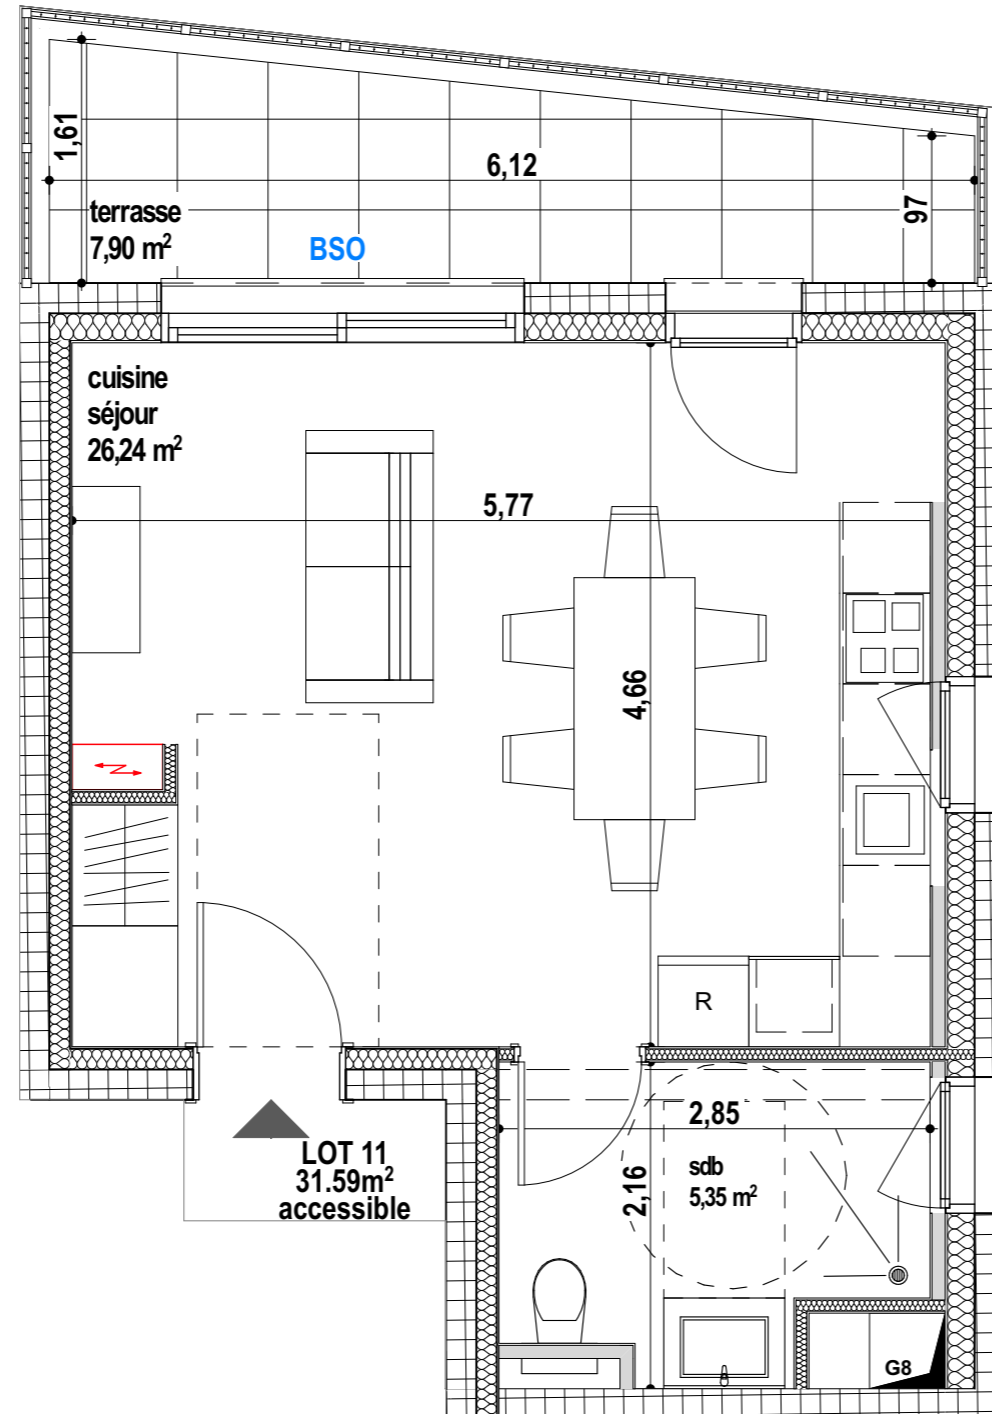 1,61
6,12
97
terrasse
7,90 m²
BSO
cuisine
séjour
26,24 m²
5,77
4,66
R
LOT 11
31.59m²
accessible
2,85
2,16
sdb
5,35 m²
G8